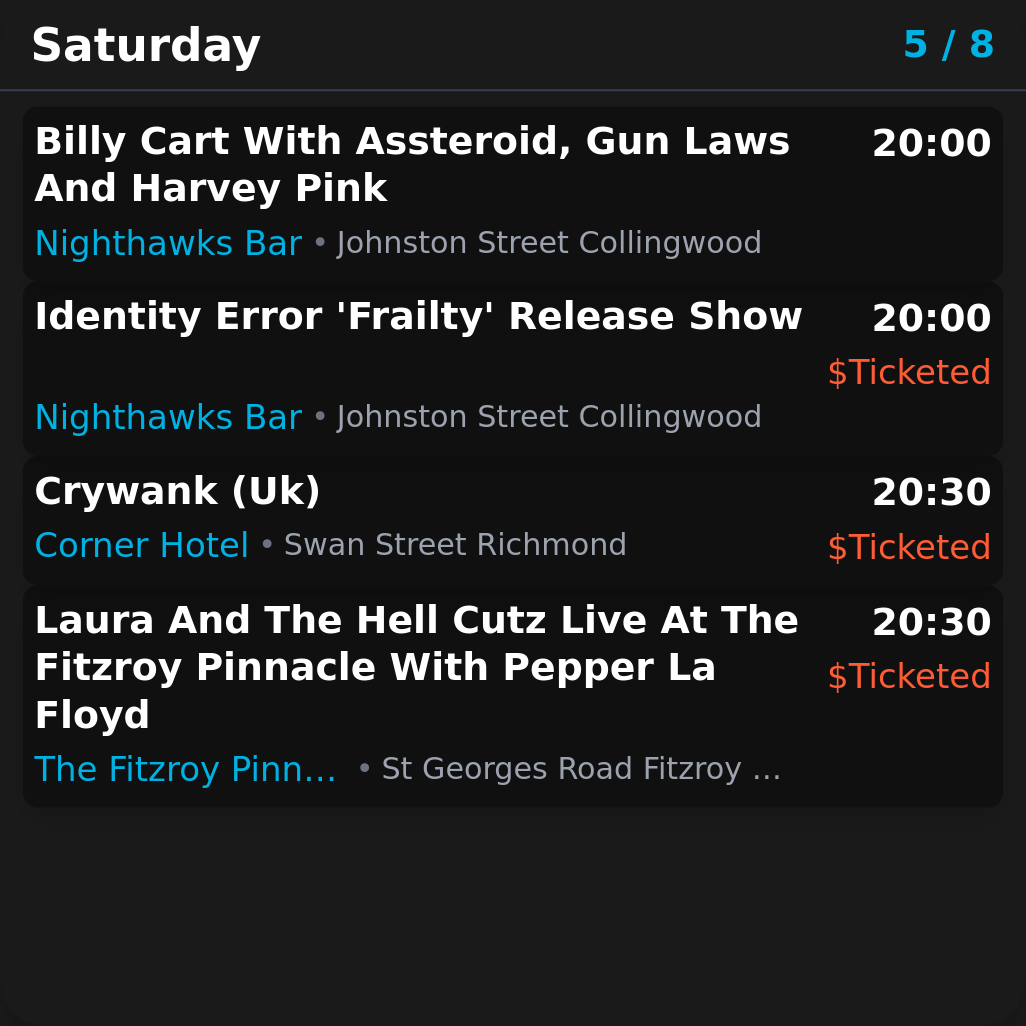 Saturday 5 / 8
Billy Cart With Assteroid, Gun Laws 20:00
And Harvey Pink
Nighthawks Bar • Johnston Street Collingwood
Identity Error 'Frailty' Release Show 20:00
$Ticketed
Nighthawks Bar • Johnston Street Collingwood
Crywank (Uk) 20:30
Corner Hotel • Swan Street Richmond $Ticketed
Laura And The Hell Cutz Live At The 20:30
Fitzroy Pinnacle With Pepper La $Ticketed
Floyd
The Fitzroy Pinn... • St Georges Road Fitzroy ...